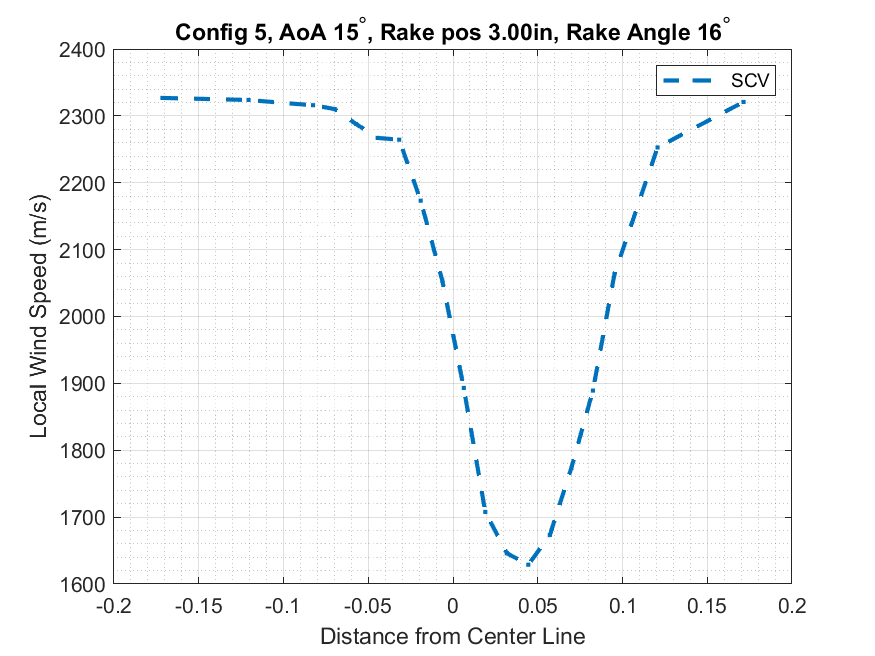 Config 5, AoA 15°, Rake pos 3.00in, Rake Angle 16°
SCV
Local Wind Speed (m/s)
2400
2300
2200
2100
2000
1900
1800
1700
1600
-0.2 -0.15 -0.1 -0.05 0 0.05 0.1 0.15 0.2
Distance from Center Line